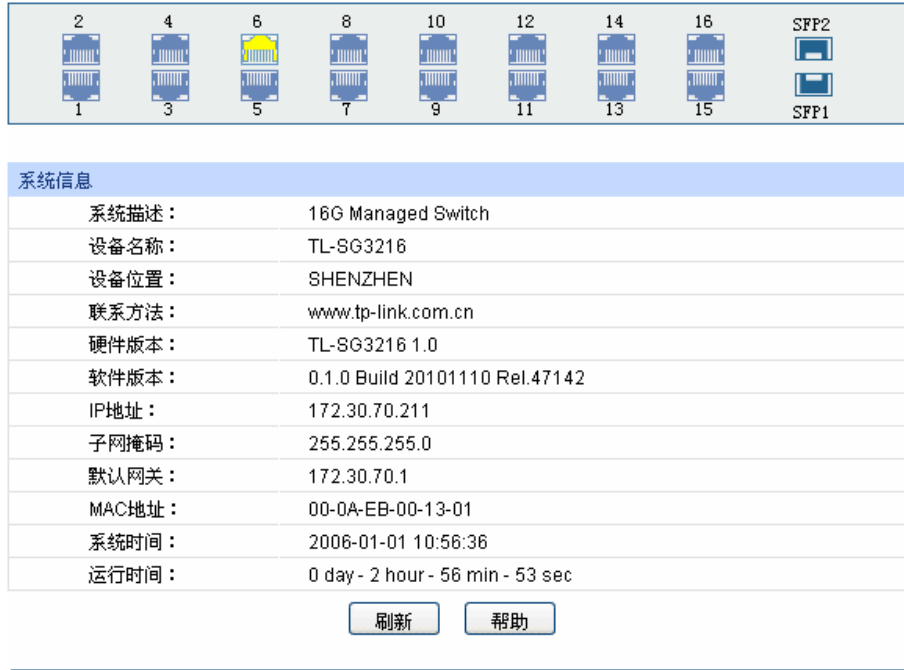 2 4 6 8 10 12 14 16 SFP2
1 3 5 7 9 11 13 15 SFP1
系统信息
系统描述： 16G Managed Switch
设备名称： TL-SG3216
设备位置： SHENZHEN
联系方法： www.tp-link.com.cn
硬件版本： TL-SG3216 1.0
软件版本： 0.1.0 Build 20101110 Rel.47142
IP地址： 172.30.70.211
子网掩码： 255.255.255.0
默认网关： 172.30.70.1
MAC地址： 00-0A-EB-00-13-01
系统时间： 2006-01-01 10:56:36
运行时间： 0 day - 2 hour - 56 min - 53 sec
刷新 帮助